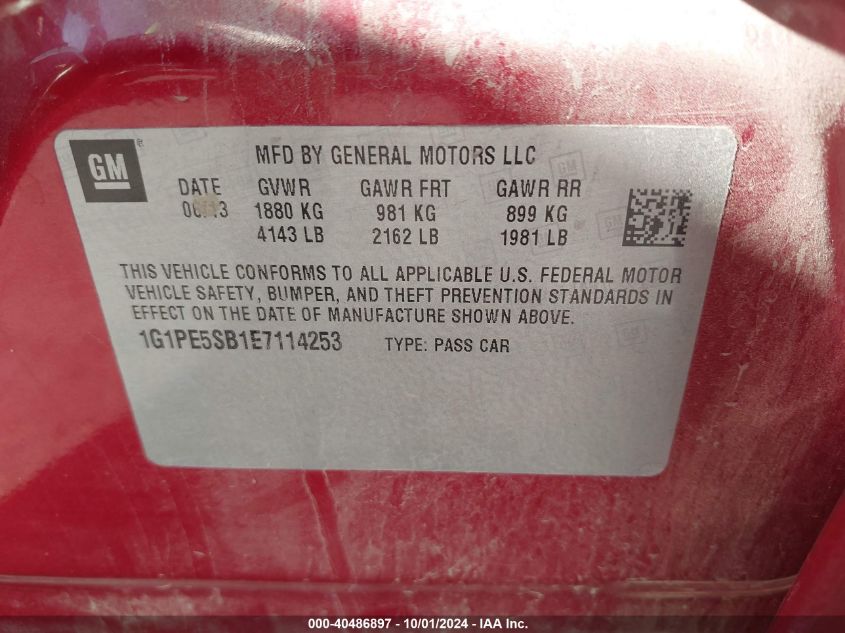 GM ®
MFD BY GENERAL MOTORS LLC
DATE GVWR GAWR FRT GAWR RR
06/13 1880 KG 981 KG 899 KG
4143 LB 2162 LB 1981 LB
THIS VEHICLE CONFORMS TO ALL APPLICABLE U.S. FEDERAL MOTOR
VEHICLE SAFETY, BUMPER, AND THEFT PREVENTION STANDARDS IN
EFFECT ON THE DATE OF MANUFACTURE SHOWN ABOVE.
1G1PE5SB1E7114253 TYPE: PASS CAR
000-40486897 - 10/01/2024 - IAA Inc.